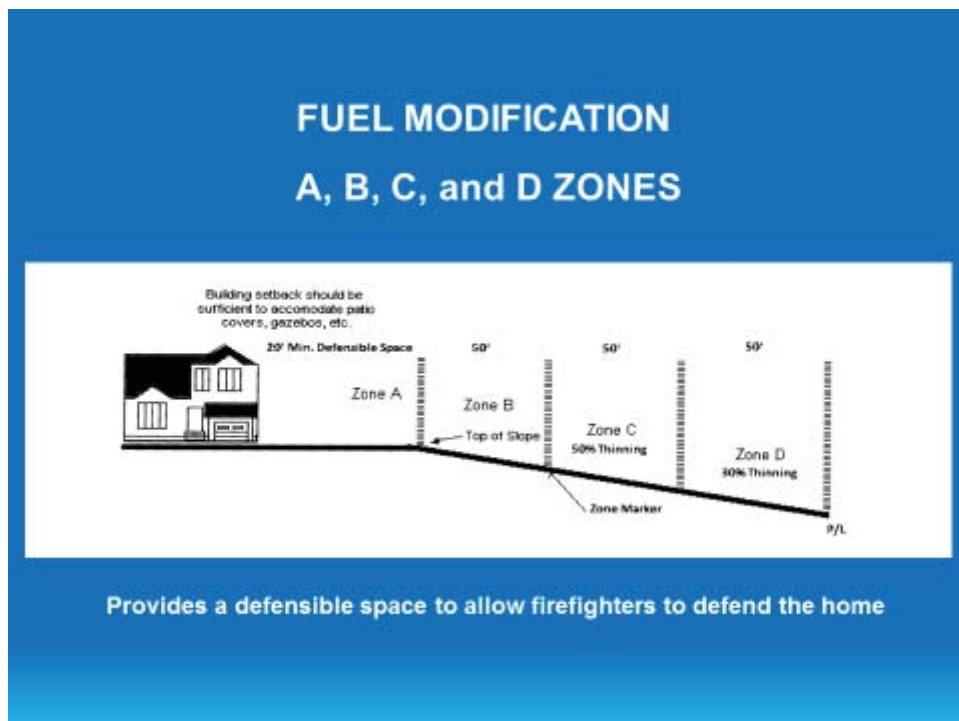 FUEL MODIFICATION
A, B, C, and D ZONES
Building setback should be
sufficient to accomodate patio
covers, gazebos, etc.
20' Min. Defensible Space
50'
50'
50'
Zone A
Zone B
Top of Slope
Zone C
50% Thinning
Zone D
30% Thinning
Zone Marker
P/L
Provides a defensible space to allow firefighters to defend the home